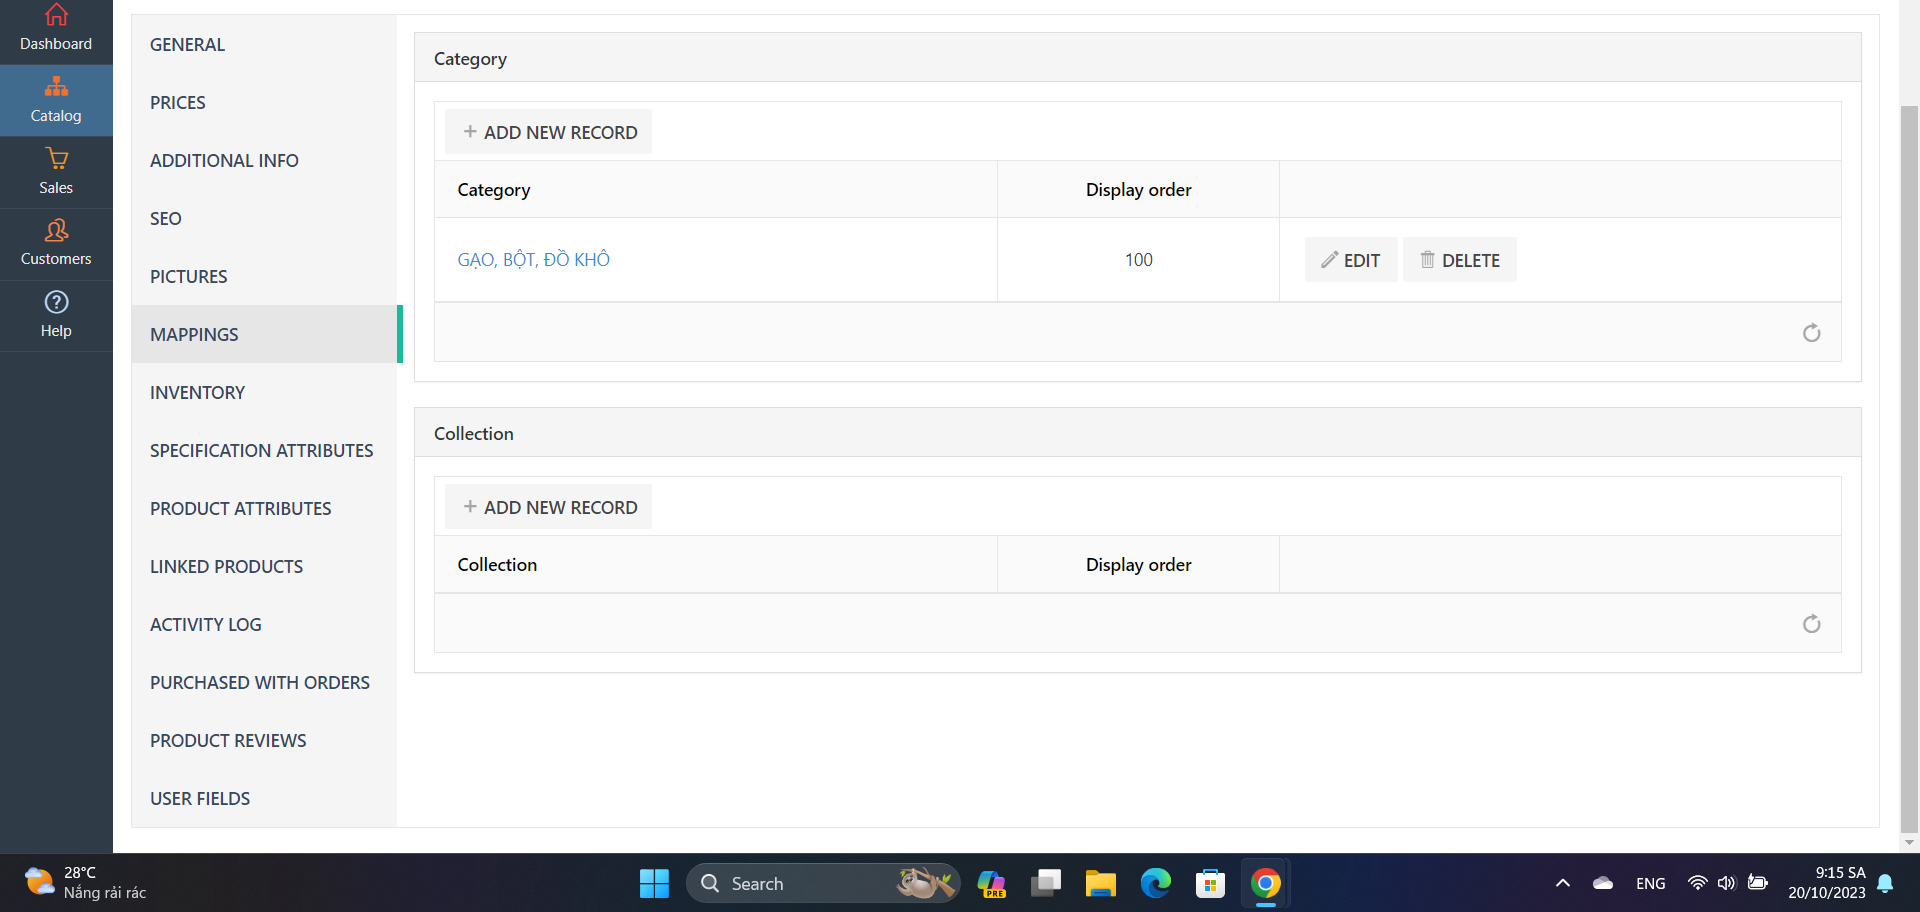 Dashboard
Catalog
Sales
Customers
Help
GENERAL
PRICES
ADDITIONAL INFO
SEO
PICTURES
MAPPINGS
INVENTORY
SPECIFICATION ATTRIBUTES
PRODUCT ATTRIBUTES
LINKED PRODUCTS
ACTIVITY LOG
PURCHASED WITH ORDERS
PRODUCT REVIEWS
USER FIELDS
Category
+ ADD NEW RECORD
Category Display order
GẠO, BỘT, ĐỒ KHÔ 100 EDIT DELETE
Collection
+ ADD NEW RECORD
Collection Display order
28°C
Nắng rải rác
Search
PRE
ENG
9:15 SA
20/10/2023